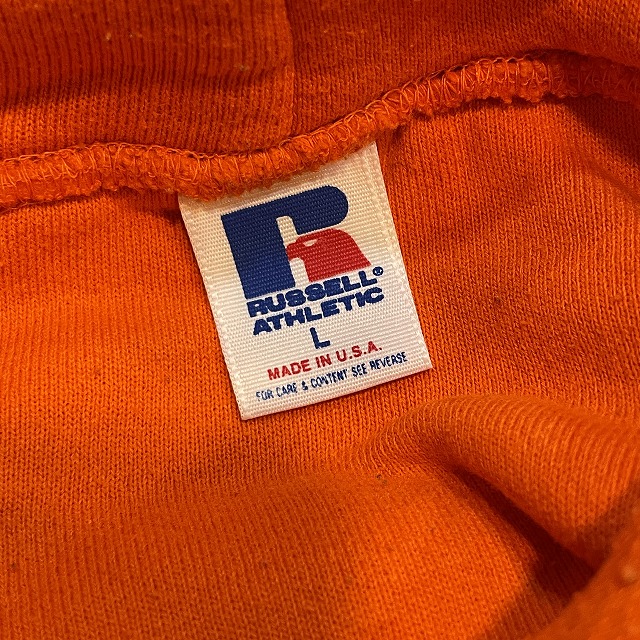 R
RUSSELL®
ATHLETIC
L
MADE IN U.S.A.
FOR CARE & CONTENT SEE REVERSE